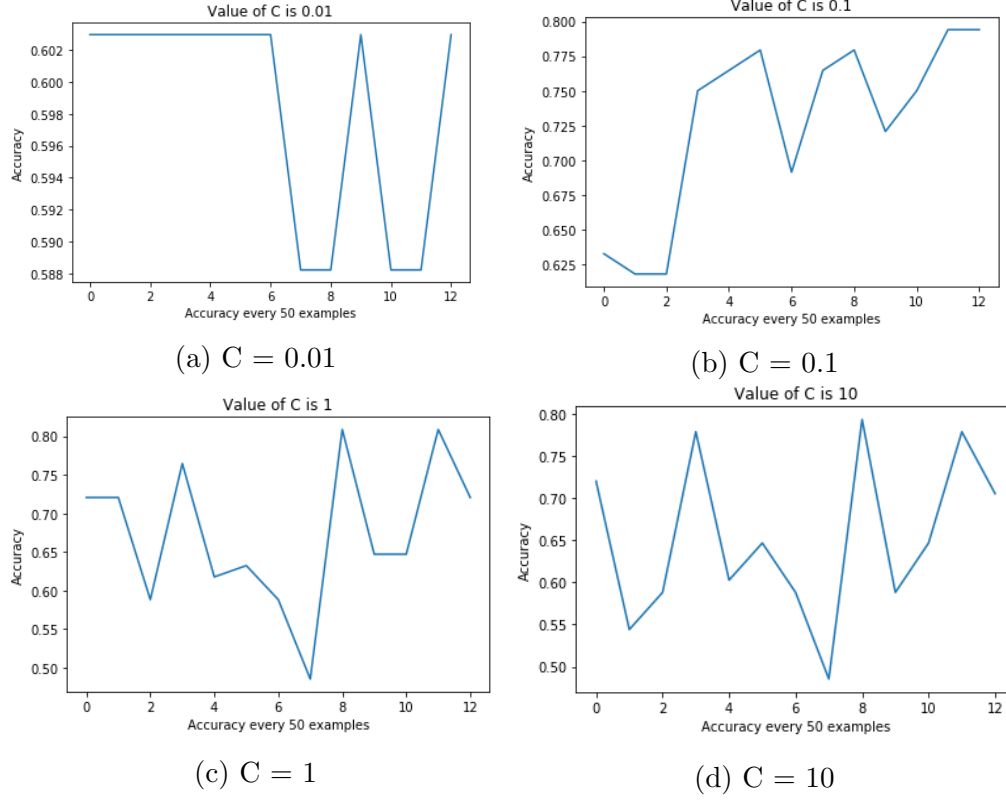 Value of C is 0.01
0.602
0.600
0.598
0.596
0.594
0.592
0.590
0.588
Accuracy
0 2 4 6 8 10 12
Accuracy every 50 examples
(a) C = 0.01
Value of C is 0.1
0.800
0.775
0.750
0.725
0.700
0.675
0.650
0.625
Accuracy
0 2 4 6 8 10 12
Accuracy every 50 examples
(b) C = 0.1
Value of C is 1
0.80
0.75
0.70
0.65
0.60
0.55
0.50
Accuracy
0 2 4 6 8 10 12
Accuracy every 50 examples
(c) C = 1
Value of C is 10
0.80
0.75
0.70
0.65
0.60
0.55
0.50
Accuracy
0 2 4 6 8 10 12
Accuracy every 50 examples
(d) C = 10